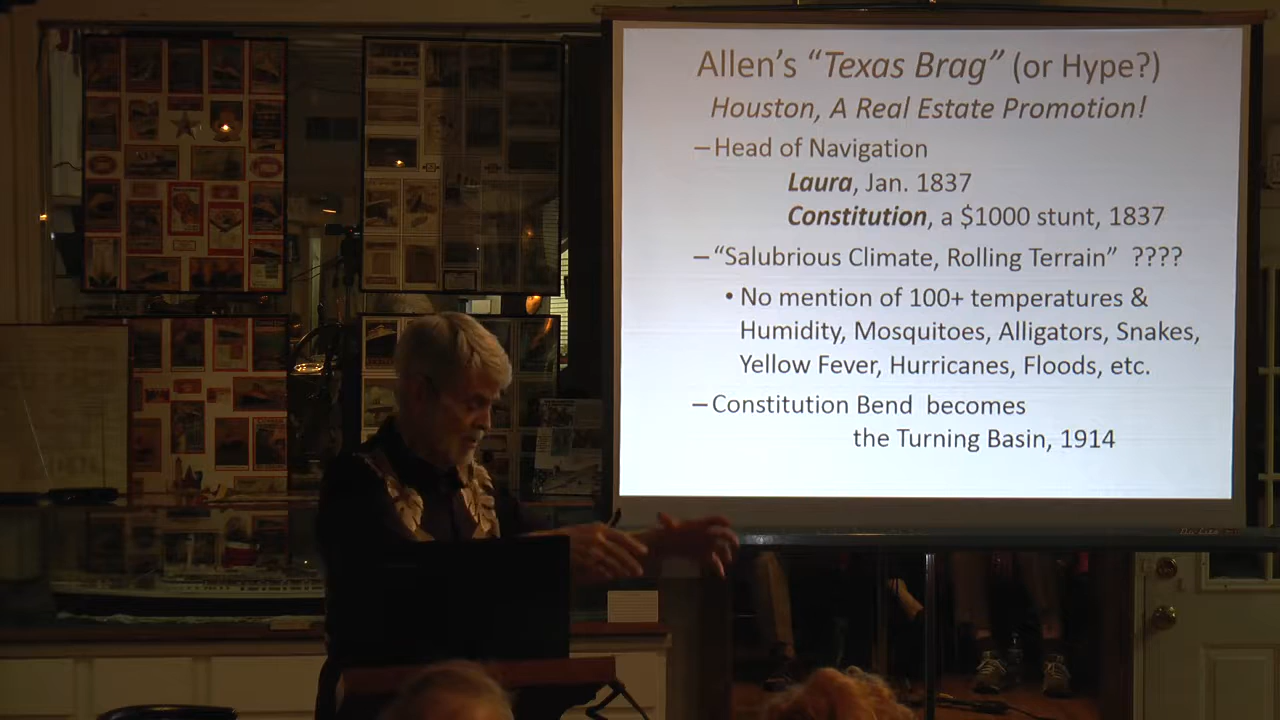 Allen's "Texas Brag" (or Hype?)
Houston, A Real Estate Promotion!
–Head of Navigation
Laura, Jan. 1837
Constitution, a $1000 stunt, 1837
–"Salubrious Climate, Rolling Terrain" ????
• No mention of 100+ temperatures &
Humidity, Mosquitoes, Alligators, Snakes,
Yellow Fever, Hurricanes, Floods, etc.
–Constitution Bend becomes
the Turning Basin, 1914